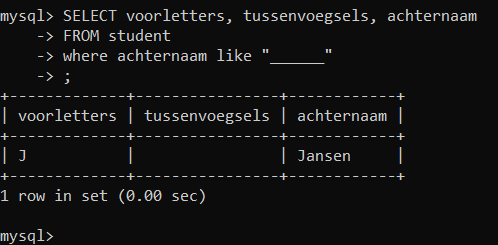 mysql> SELECT voorletters, tussenvoegsels, achternaam
    -> FROM student
    -> where achternaam like "______"
    -> ;
+-------------+----------------+------------+
| voorletters | tussenvoegsels | achternaam |
+-------------+----------------+------------+
| J           |                | Jansen     |
+-------------+----------------+------------+
1 row in set (0.00 sec)

mysql>